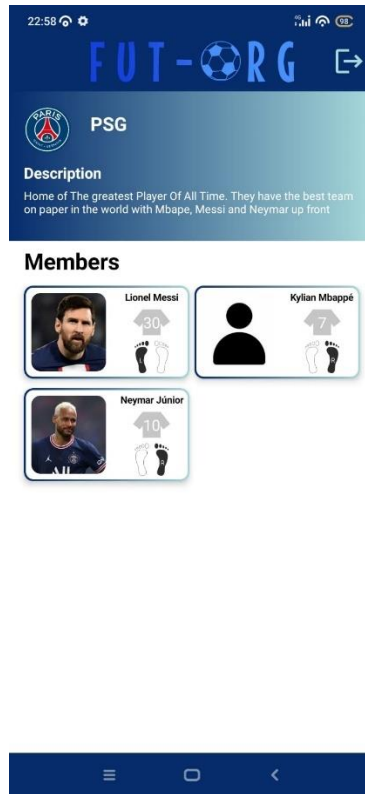 22:58
98
FUT-ORG
PARIS
PSG
Description
Home of The greatest Player Of All Time. They have the best team
on paper in the world with Mbape, Messi and Neymar up front
Members
Lionel Messi
30
L
Kylian Mbappé
7
R
Neymar Júnior
10
R